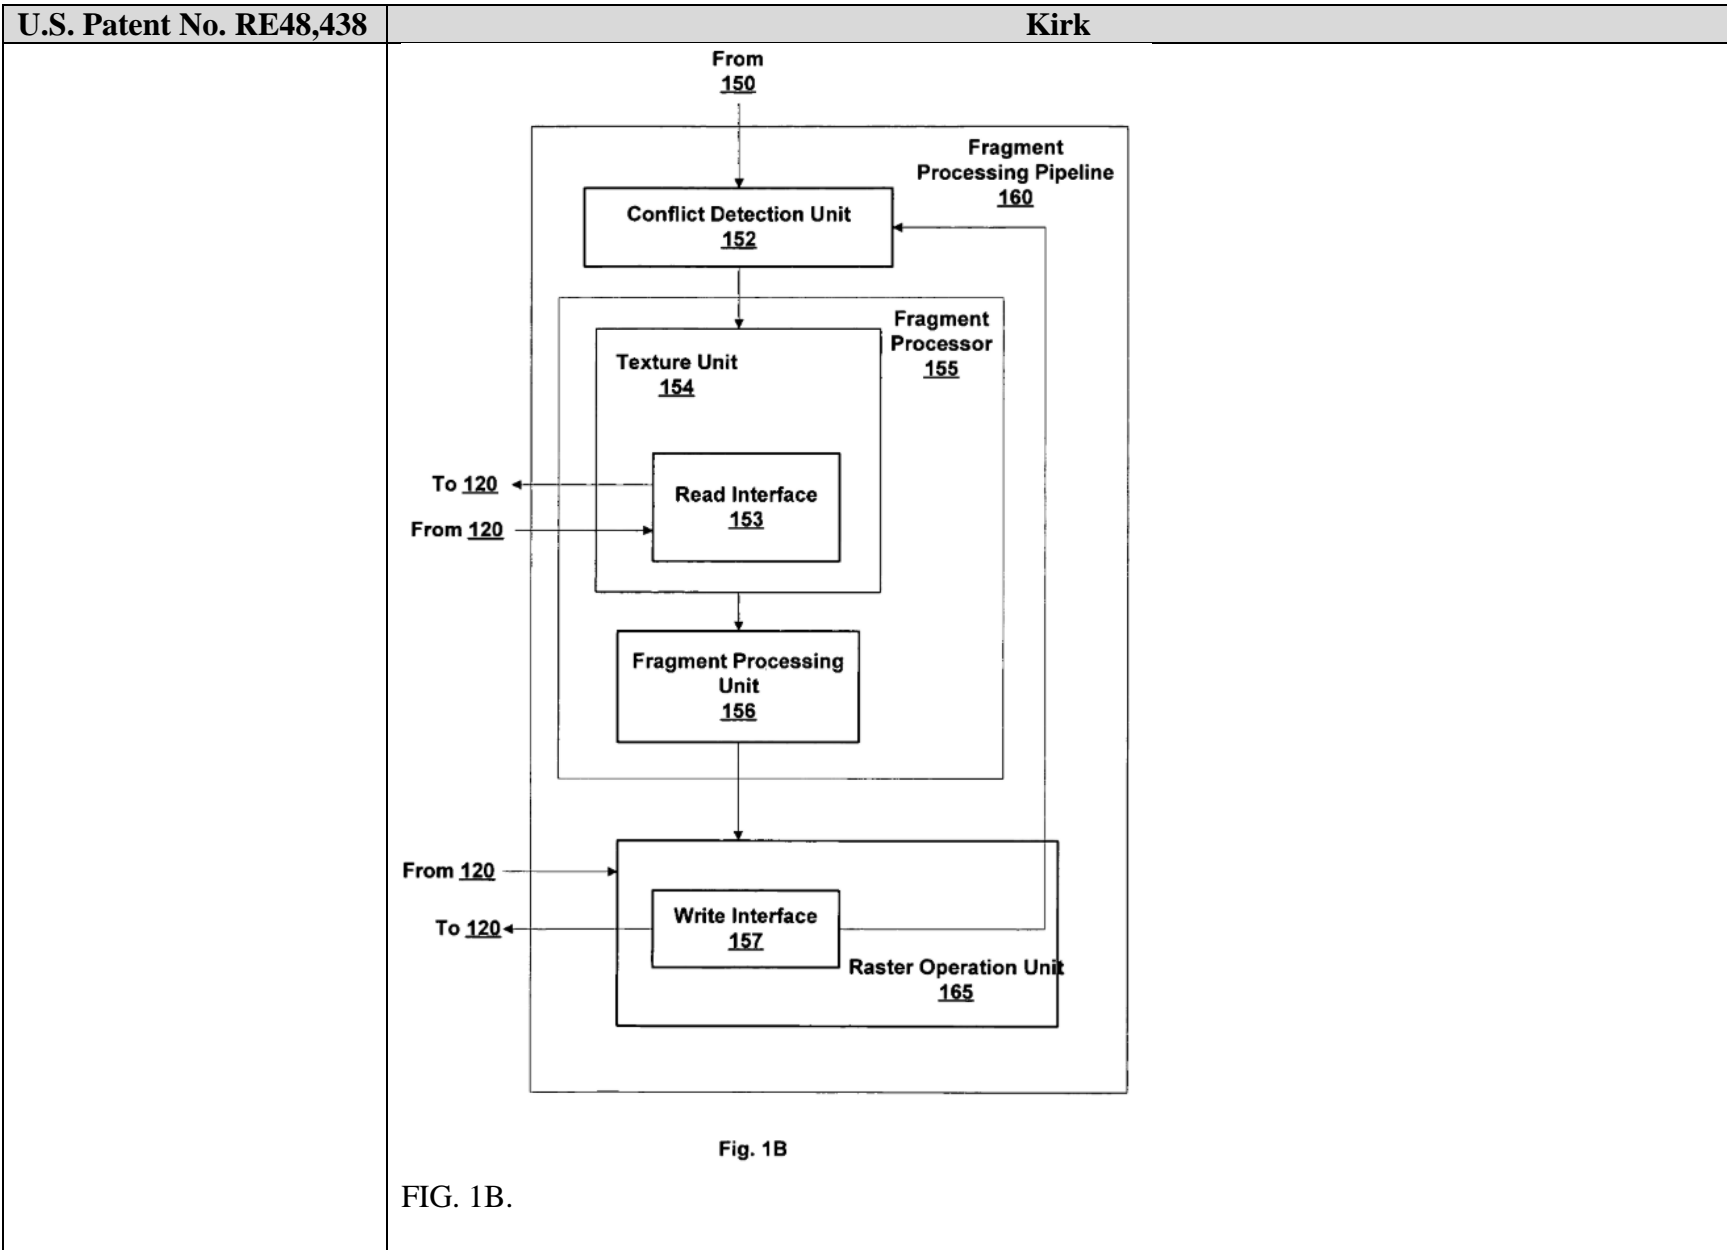 U.S. Patent No. RE48,438
Kirk
From
150
Fragment
Processing Pipeline
160
Conflict Detection Unit
152
Fragment
Processor
155
Texture Unit
154
To 120
From 120
Read Interface
153
Fragment Processing
Unit
156
From 120
To 120
Write Interface
157
Raster Operation Unit
165
Fig. 1B
FIG. 1B.